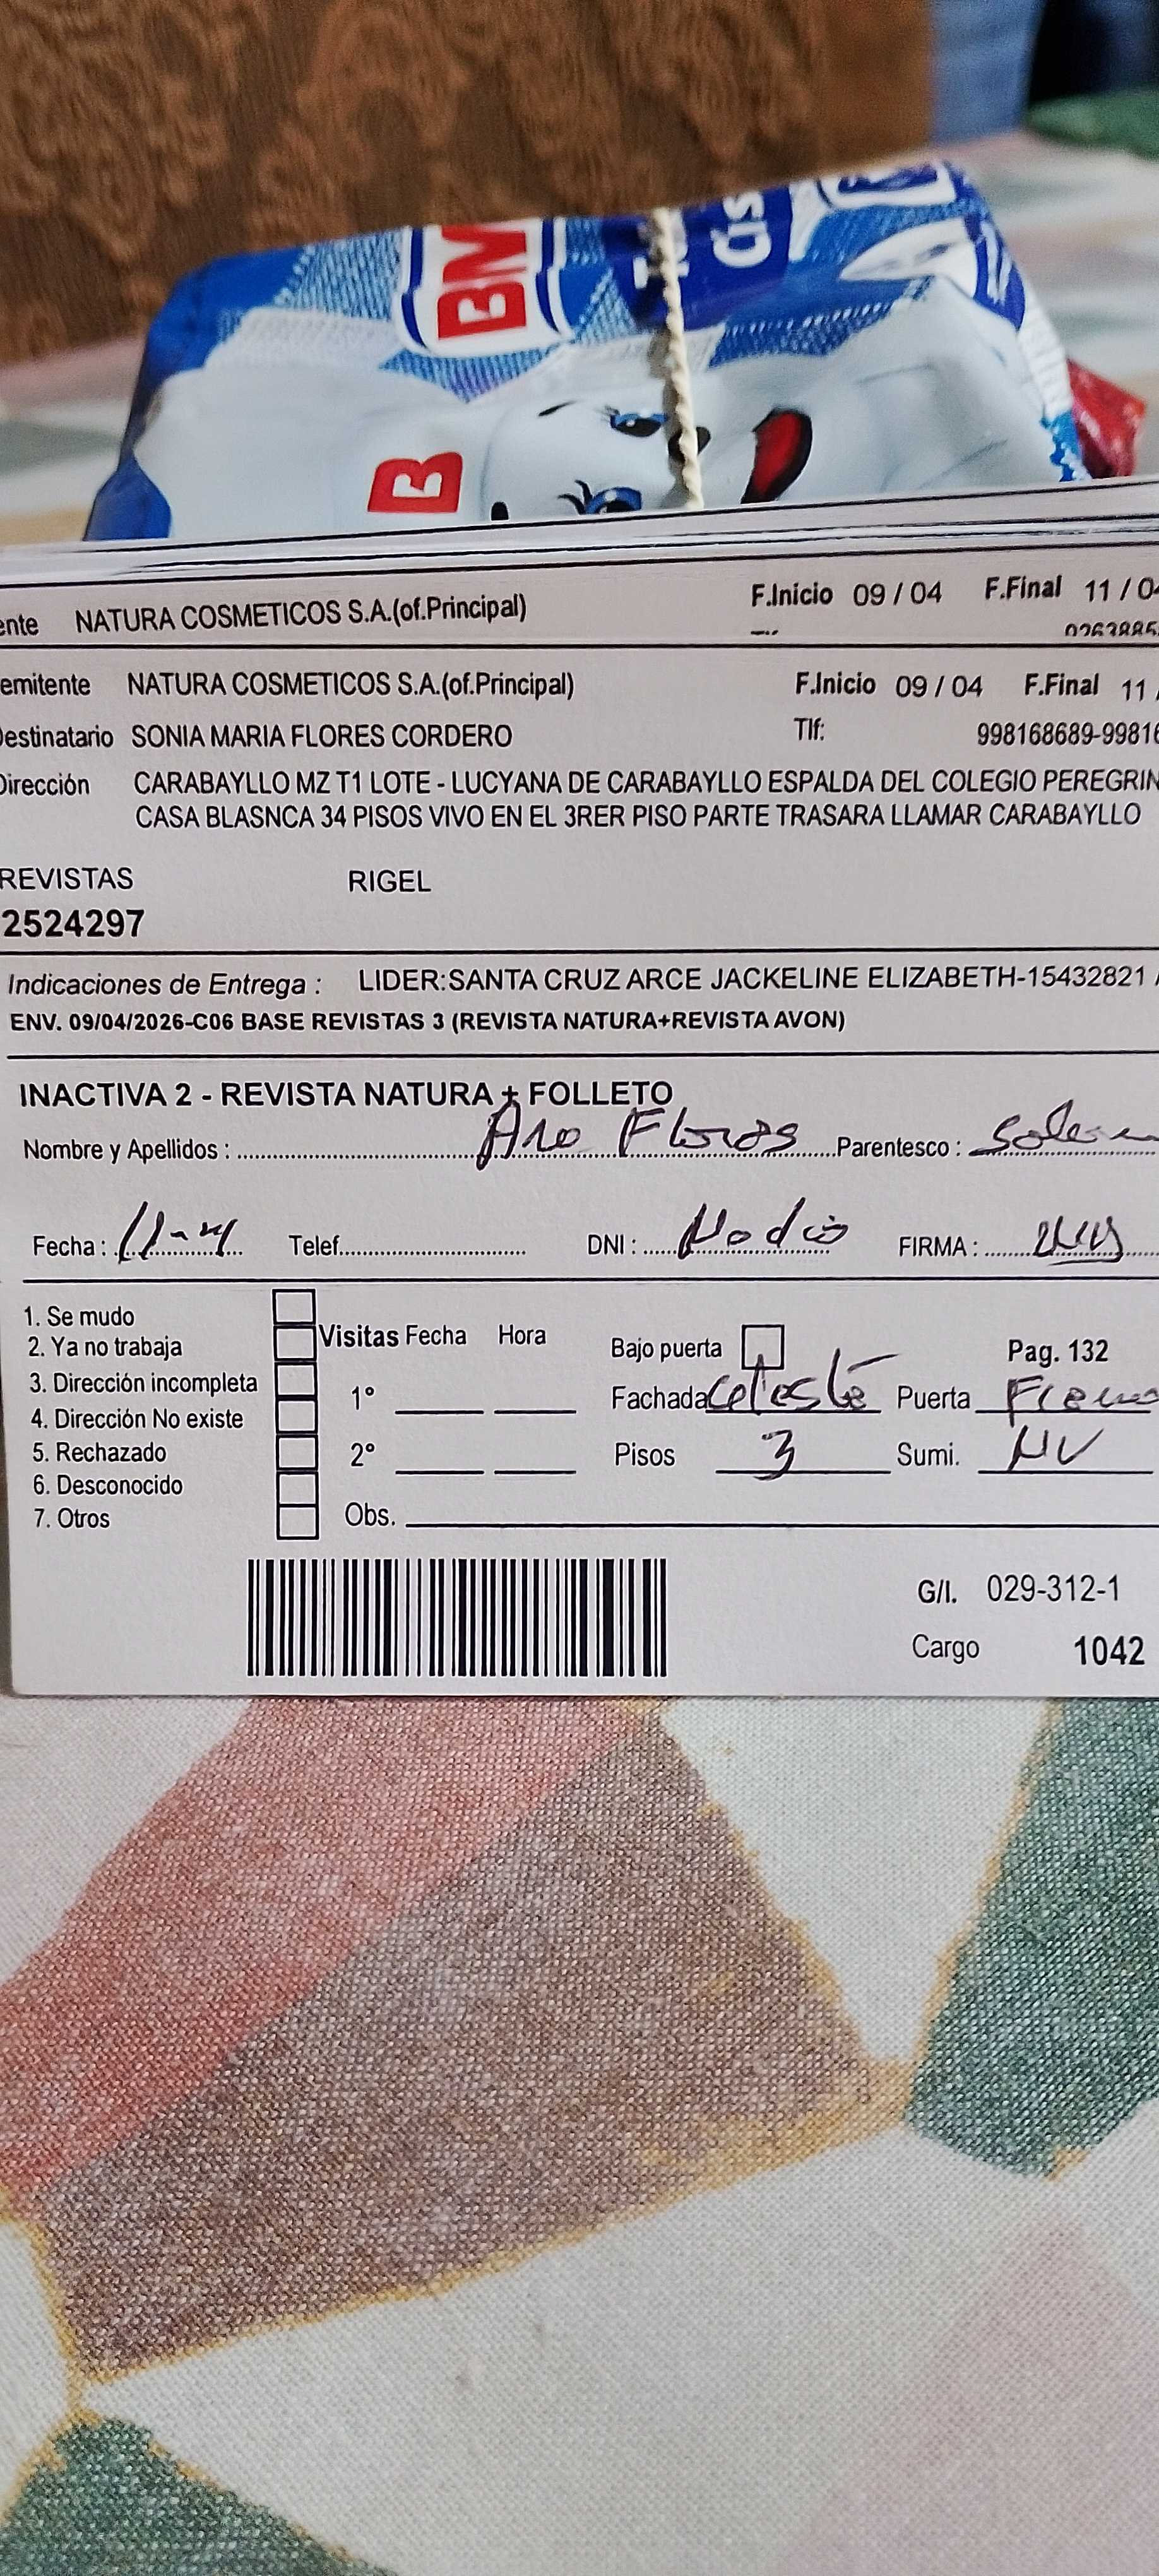 BM
B
ente NATURA COSMETICOS S.A.(of.Principal) F.Inicio 09 / 04 F.Final 11 / 04
emitente NATURA COSMETICOS S.A.(of.Principal) F.Inicio 09 / 04 F.Final 11 /
Destinatario SONIA MARIA FLORES CORDERO Tlf: 998168689-99816
Dirección CARABAYLLO MZ T1 LOTE - LUCYANA DE CARABAYLLO ESPALDA DEL COLEGIO PEREGRIN
CASA BLASNCA 34 PISOS VIVO EN EL 3RER PISO PARTE TRASARA LLAMAR CARABAYLLO
REVISTAS RIGEL
2524297
Indicaciones de Entrega : LIDER:SANTA CRUZ ARCE JACKELINE ELIZABETH-15432821 /
ENV. 09/04/2026-C06 BASE REVISTAS 3 (REVISTA NATURA+REVISTA AVON)
INACTIVA 2 - REVISTA NATURA + FOLLETO
Nombre y Apellidos : Ana Flores Parentesco :
Fecha : 11-04 Telef. DNI : FIRMA :
1. Se mudo
2. Ya no trabaja Visitas Fecha Hora Bajo puerta Pag. 132
3. Dirección incompleta 1° Fachada Celeste Puerta
4. Dirección No existe
5. Rechazado 2° Pisos 3 Sumi. NV
6. Desconocido
7. Otros Obs.
G/I. 029-312-1
Cargo 1042